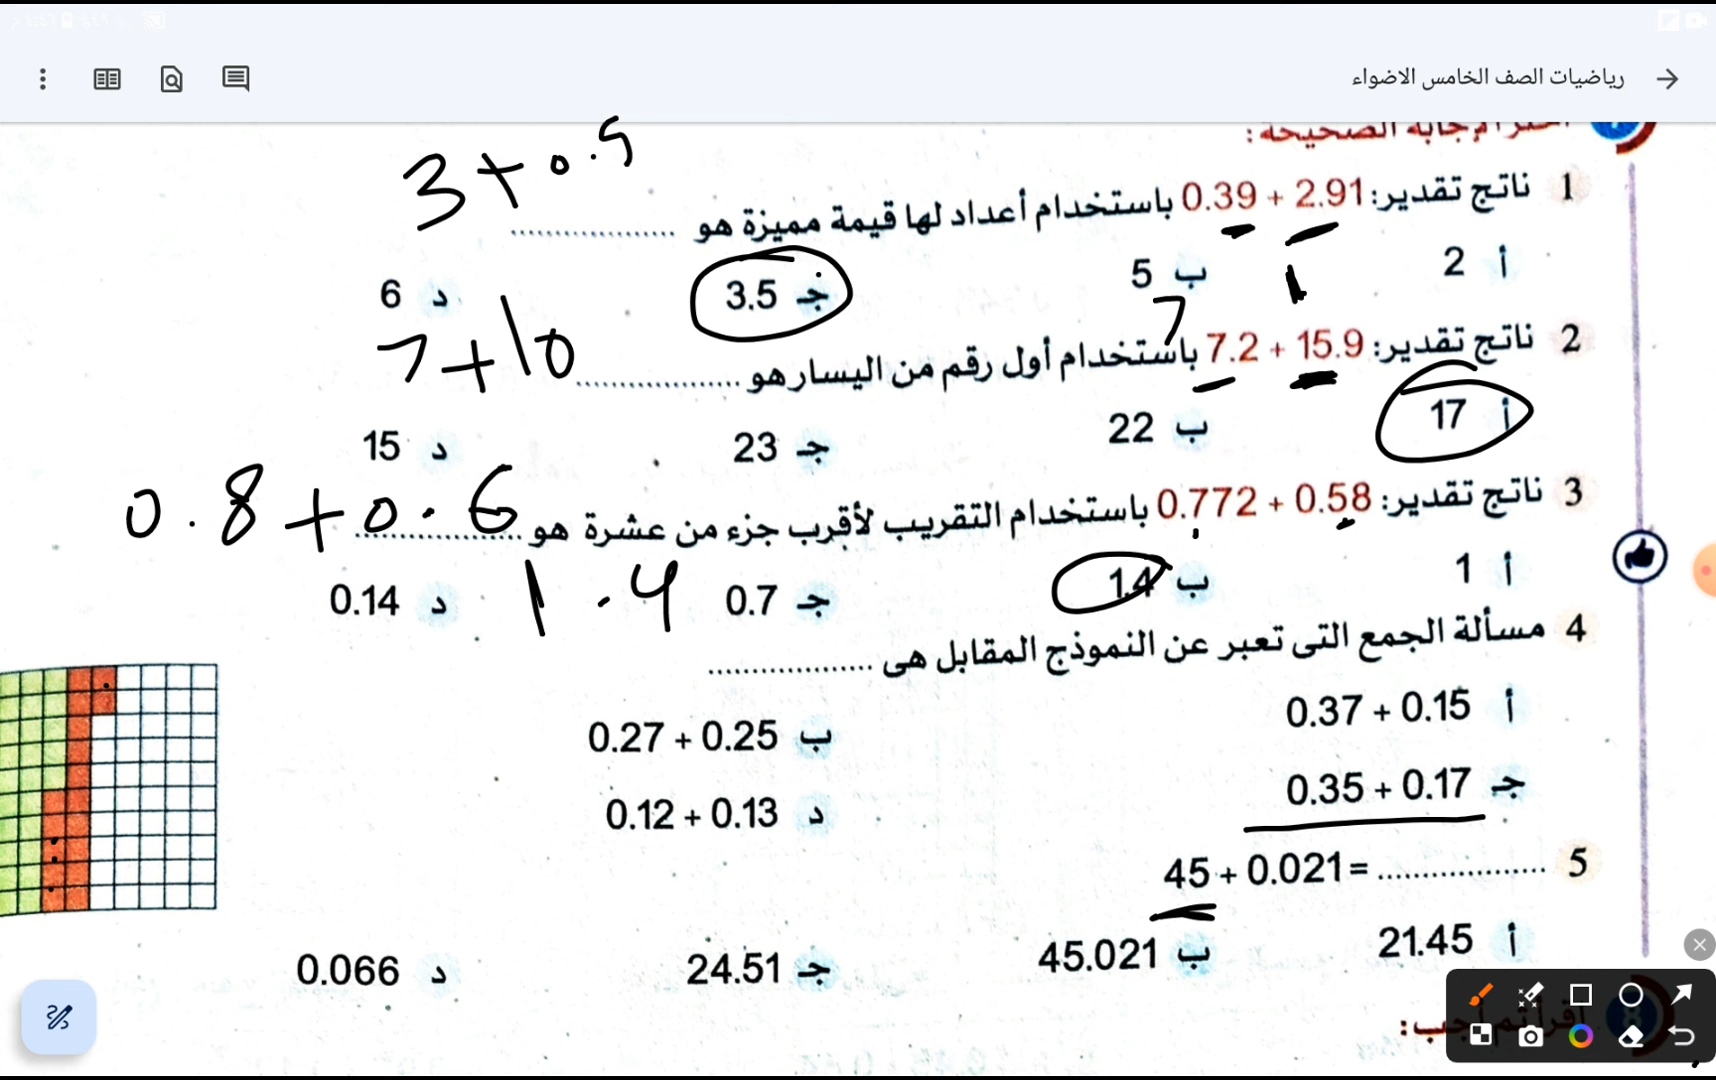 رياضيات الصف الخامس الاضواء
الصحيحة:
3 + 0.5
1 ناتج تقدير: 2.91 + 0.39 باستخدام أعداد لها قيمة مميزة هو ..................
أ 2 ب 5 جـ 3.5 د 6
7
7 + 10
2 ناتج تقدير: 15.9 + 7.2 باستخدام أول رقم من اليسار هو ..................
أ 17 ب 22 جـ 23 د 15
0.8 + 0.6
3 ناتج تقدير: 0.58 + 0.772 باستخدام التقريب لأقرب جزء من عشرة هو ..................
أ 1 ب 1.4 جـ 0.7 د 0.14
1.4
4 مسألة الجمع التى تعبر عن النموذج المقابل هى ..................
أ 0.37 + 0.15
ب 0.27 + 0.25
جـ 0.35 + 0.17
د 0.12 + 0.13
5 45 + 0.021 = ..................
أ 21.45 ب 45.021 جـ 24.51 د 0.066